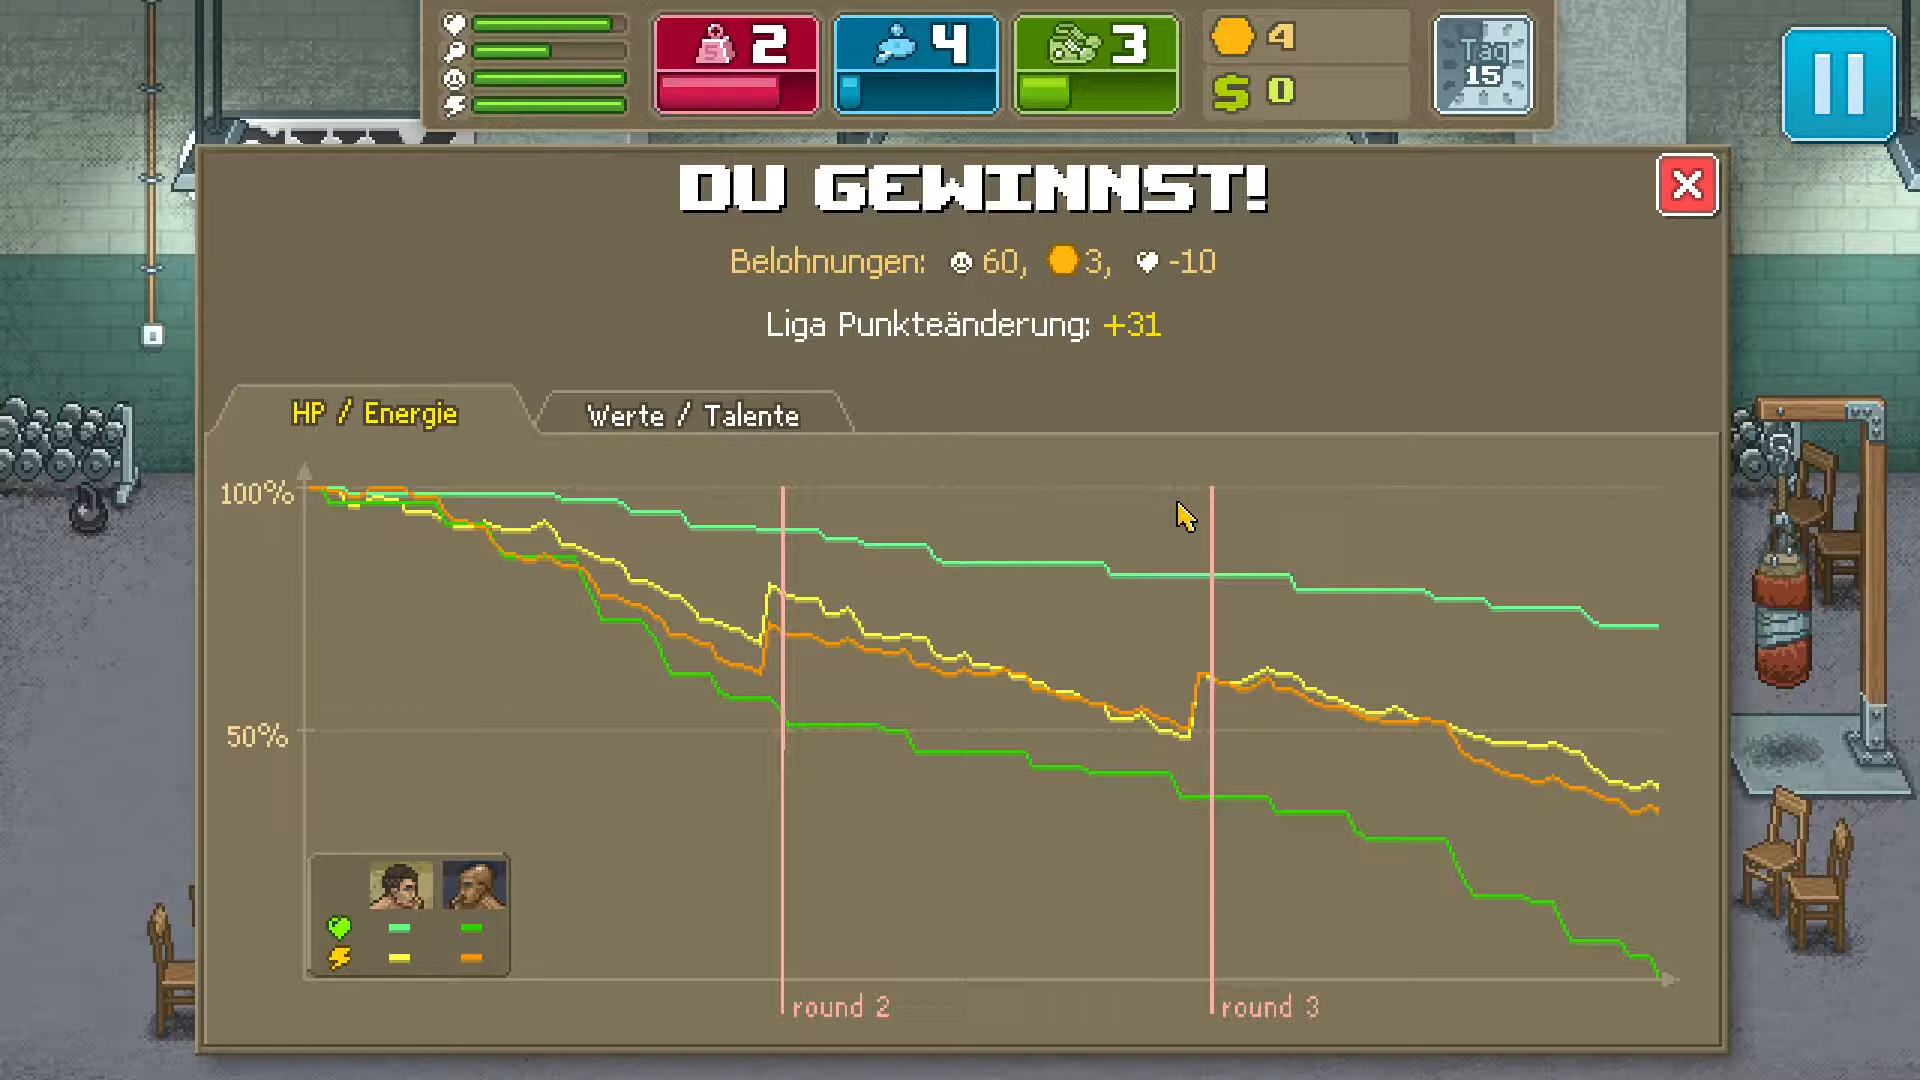 2
4
3
4
$ 0
Tag
15
DU GEWINNST!
Belohnungen: 60, 3, -10
Liga Punkteänderung: +31
HP / Energie
Werte / Talente
100%
50%
round 2
round 3